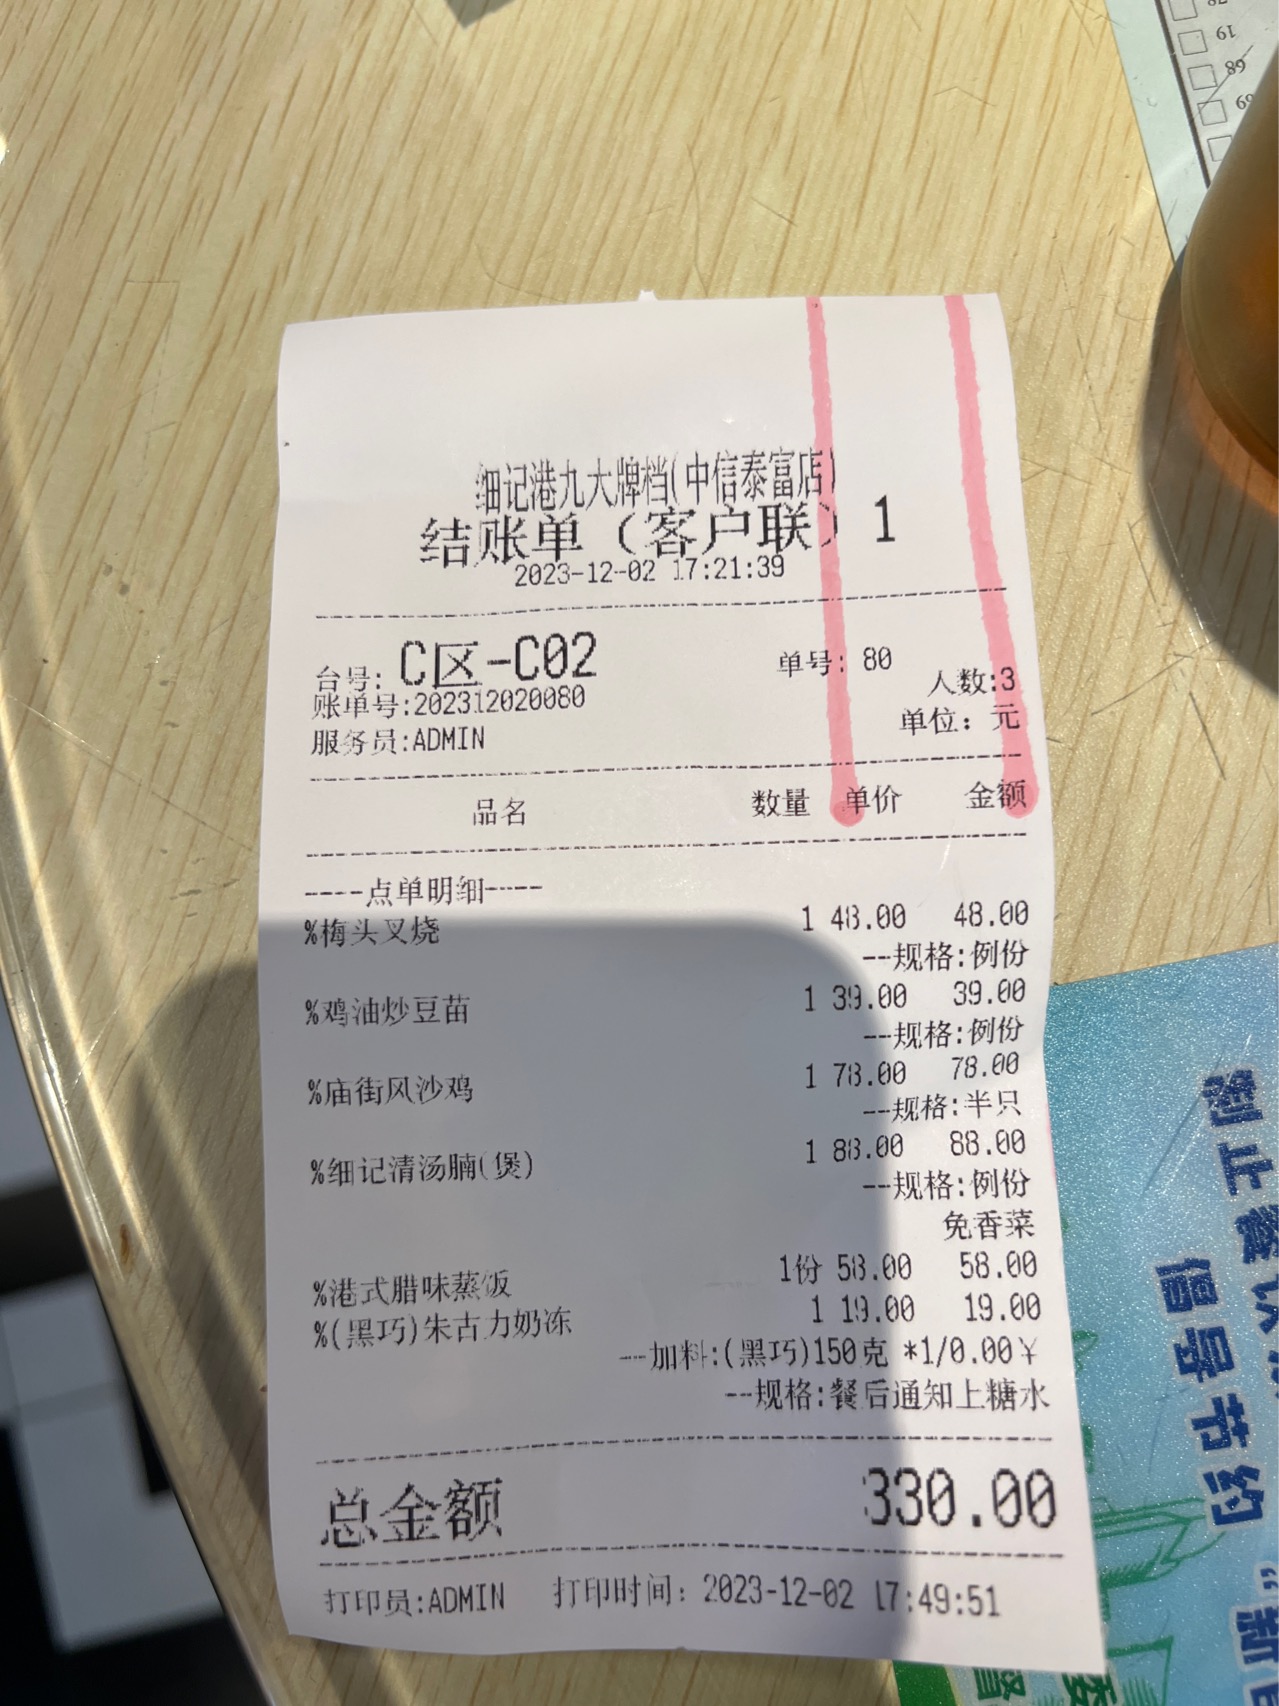 细记港九大牌档(中信泰富店)
结账单（客户联）1
2023-12-02 17:21:39
台号: C区-C02 单号: 80
账单号:202312020080 人数:3
服务员:ADMIN 单位: 元
品名 数量 单价 金额
----点单明细----
%梅头叉烧 1 48.00 48.00
--规格:例份
%鸡油炒豆苗 1 39.00 39.00
--规格:例份
%庙街风沙鸡 1 78.00 78.00
--规格:半只
%细记清汤腩(煲) 1 88.00 88.00
--规格:例份
免香菜
%港式腊味蒸饭 1份 58.00 58.00
%(黑巧)朱古力奶冻 1 19.00 19.00
--加料:(黑巧)150克 *1/0.00¥
--规格:餐后通知上糖水
总金额 330.00
打印员:ADMIN 打印时间: 2023-12-02 17:49:51
制止餐饮
倡导节约
19
68
69